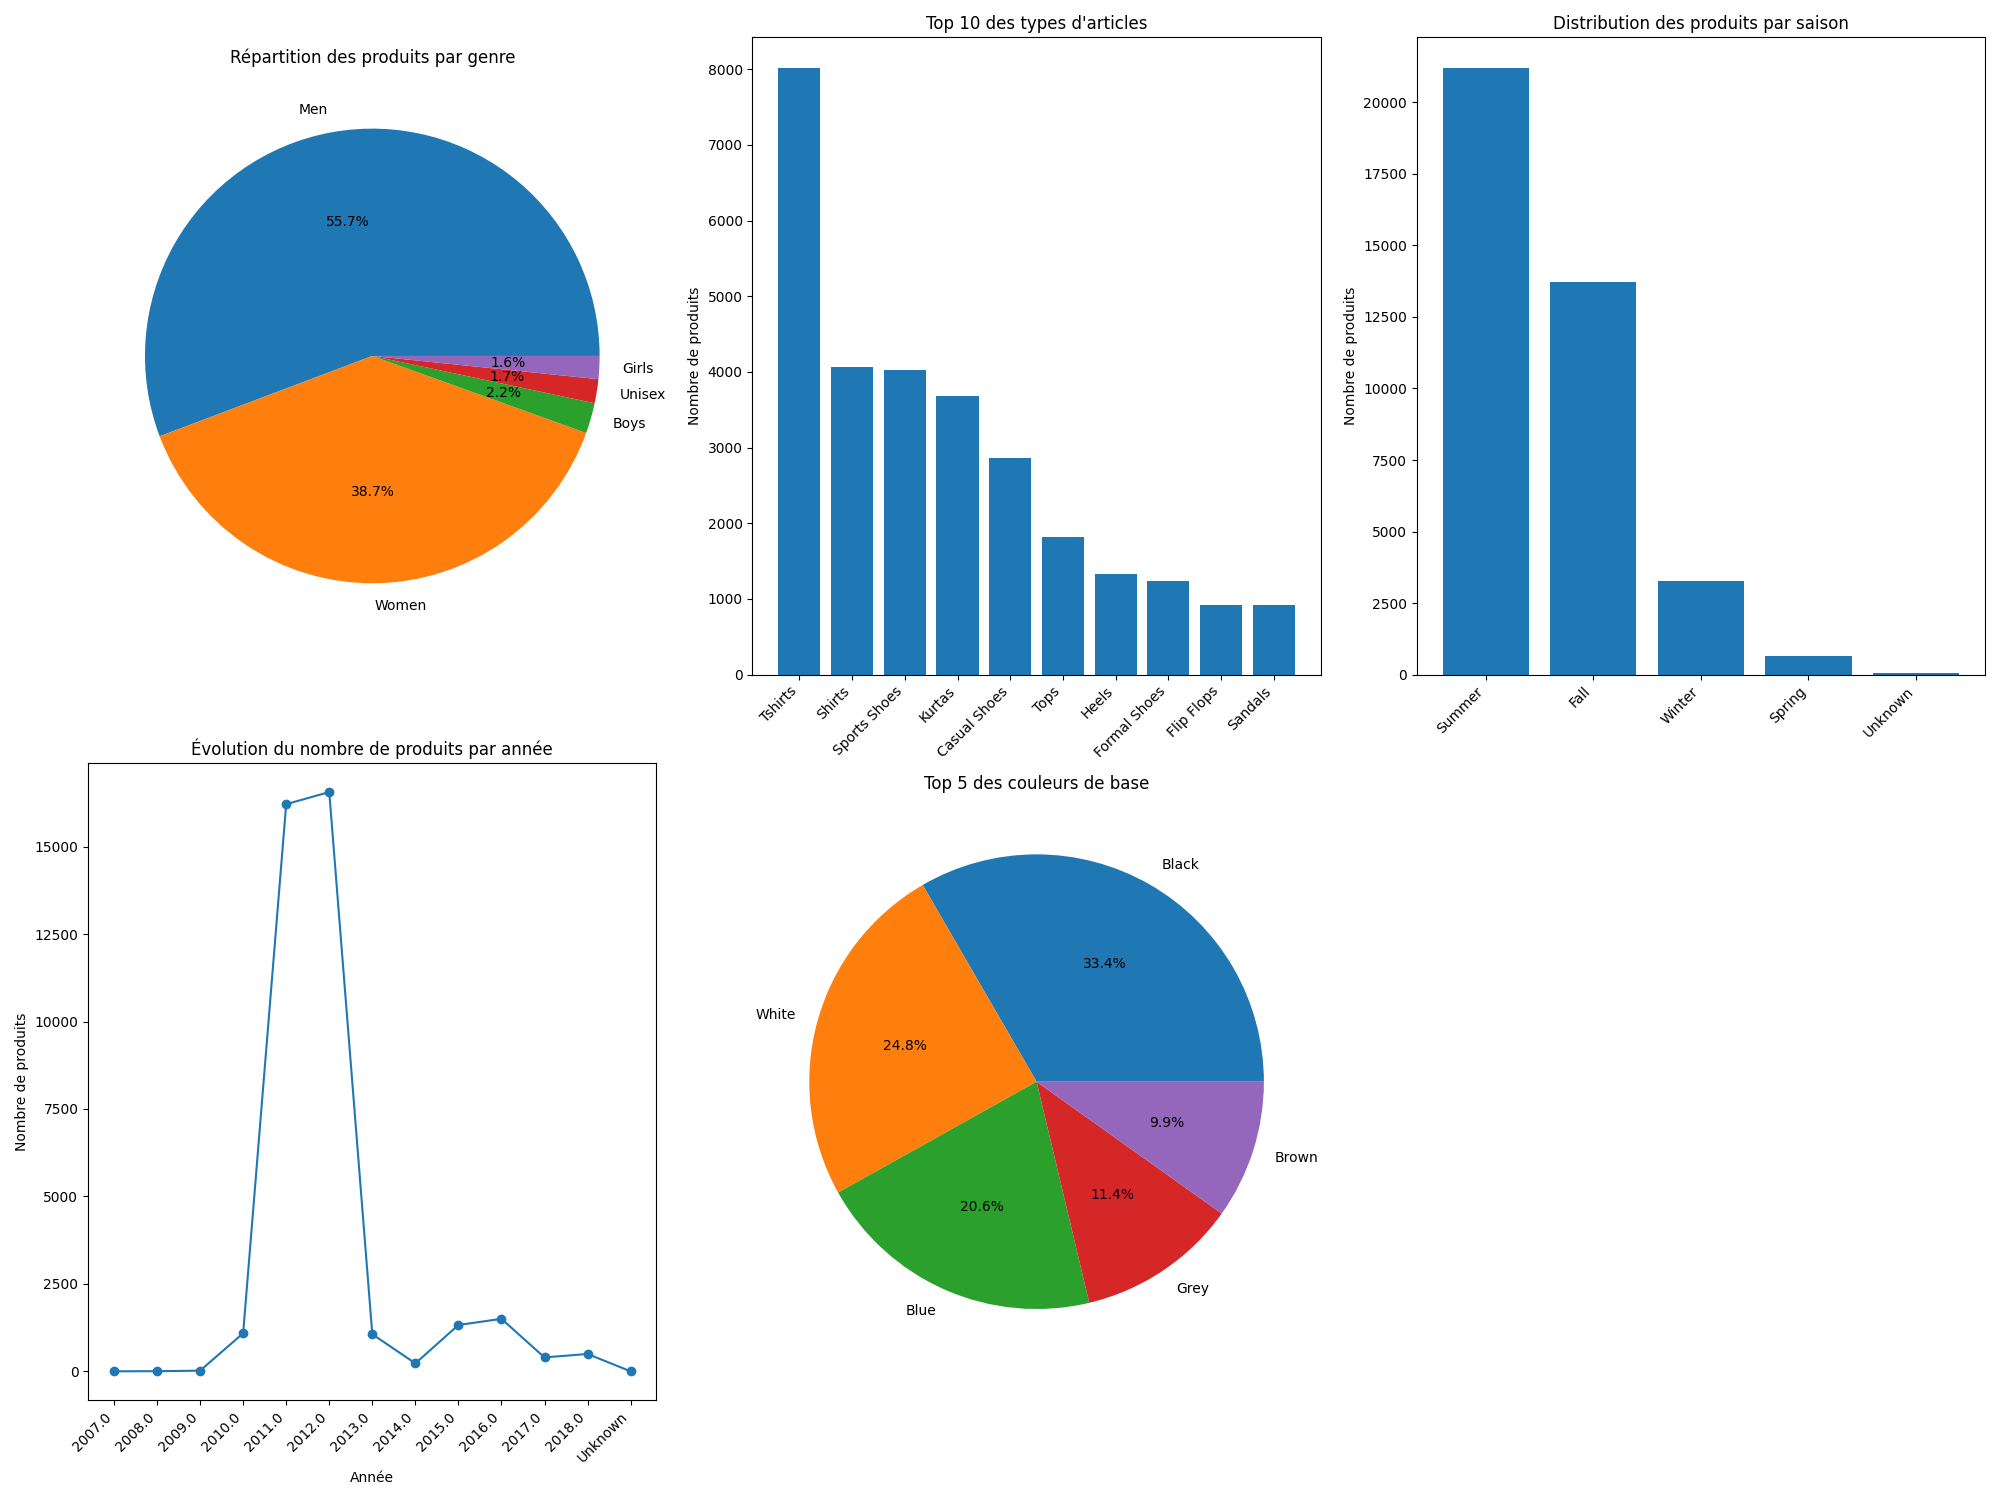 Répartition des produits par genre
Men
55.7%
1.6%
Girls
1.7%
Unisex
2.2%
Boys
38.7%
Women
Top 10 des types d'articles
Nombre de produits
8000
7000
6000
5000
4000
3000
2000
1000
0
Tshirts
Shirts
Sports Shoes
Kurtas
Casual Shoes
Tops
Heels
Formal Shoes
Flip Flops
Sandals
Distribution des produits par saison
Nombre de produits
20000
17500
15000
12500
10000
7500
5000
2500
0
Summer
Fall
Winter
Spring
Unknown
Évolution du nombre de produits par année
Nombre de produits
15000
12500
10000
7500
5000
2500
0
2007.0
2008.0
2009.0
2010.0
2011.0
2012.0
2013.0
2014.0
2015.0
2016.0
2017.0
2018.0
Unknown
Année
Top 5 des couleurs de base
Black
33.4%
White
24.8%
9.9%
Brown
11.4%
20.6%
Grey
Blue